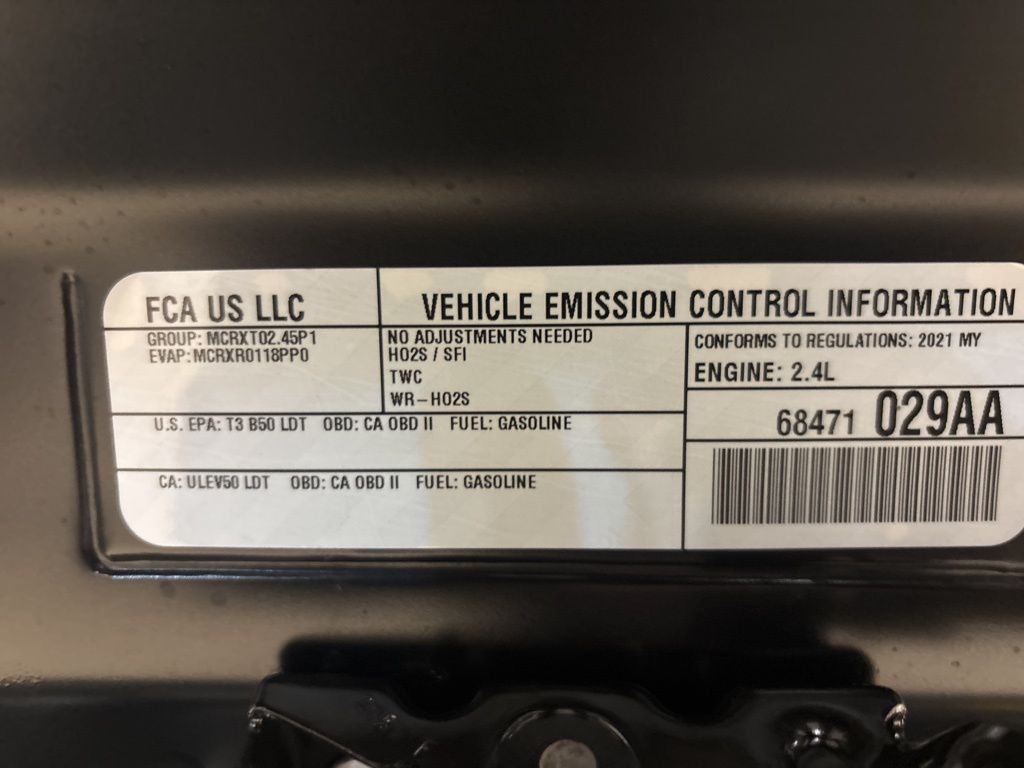 FCA US LLC
VEHICLE EMISSION CONTROL INFORMATION
GROUP: MCRXT02.45P1
EVAP: MCRXR0118PP0
NO ADJUSTMENTS NEEDED
HO2S / SFI
TWC
WR-HO2S
CONFORMS TO REGULATIONS: 2021 MY
ENGINE: 2.4L
68471 029AA
U.S. EPA: T3 B50 LDT OBD: CA OBD II FUEL: GASOLINE
CA: ULEV50 LDT OBD: CA OBD II FUEL: GASOLINE